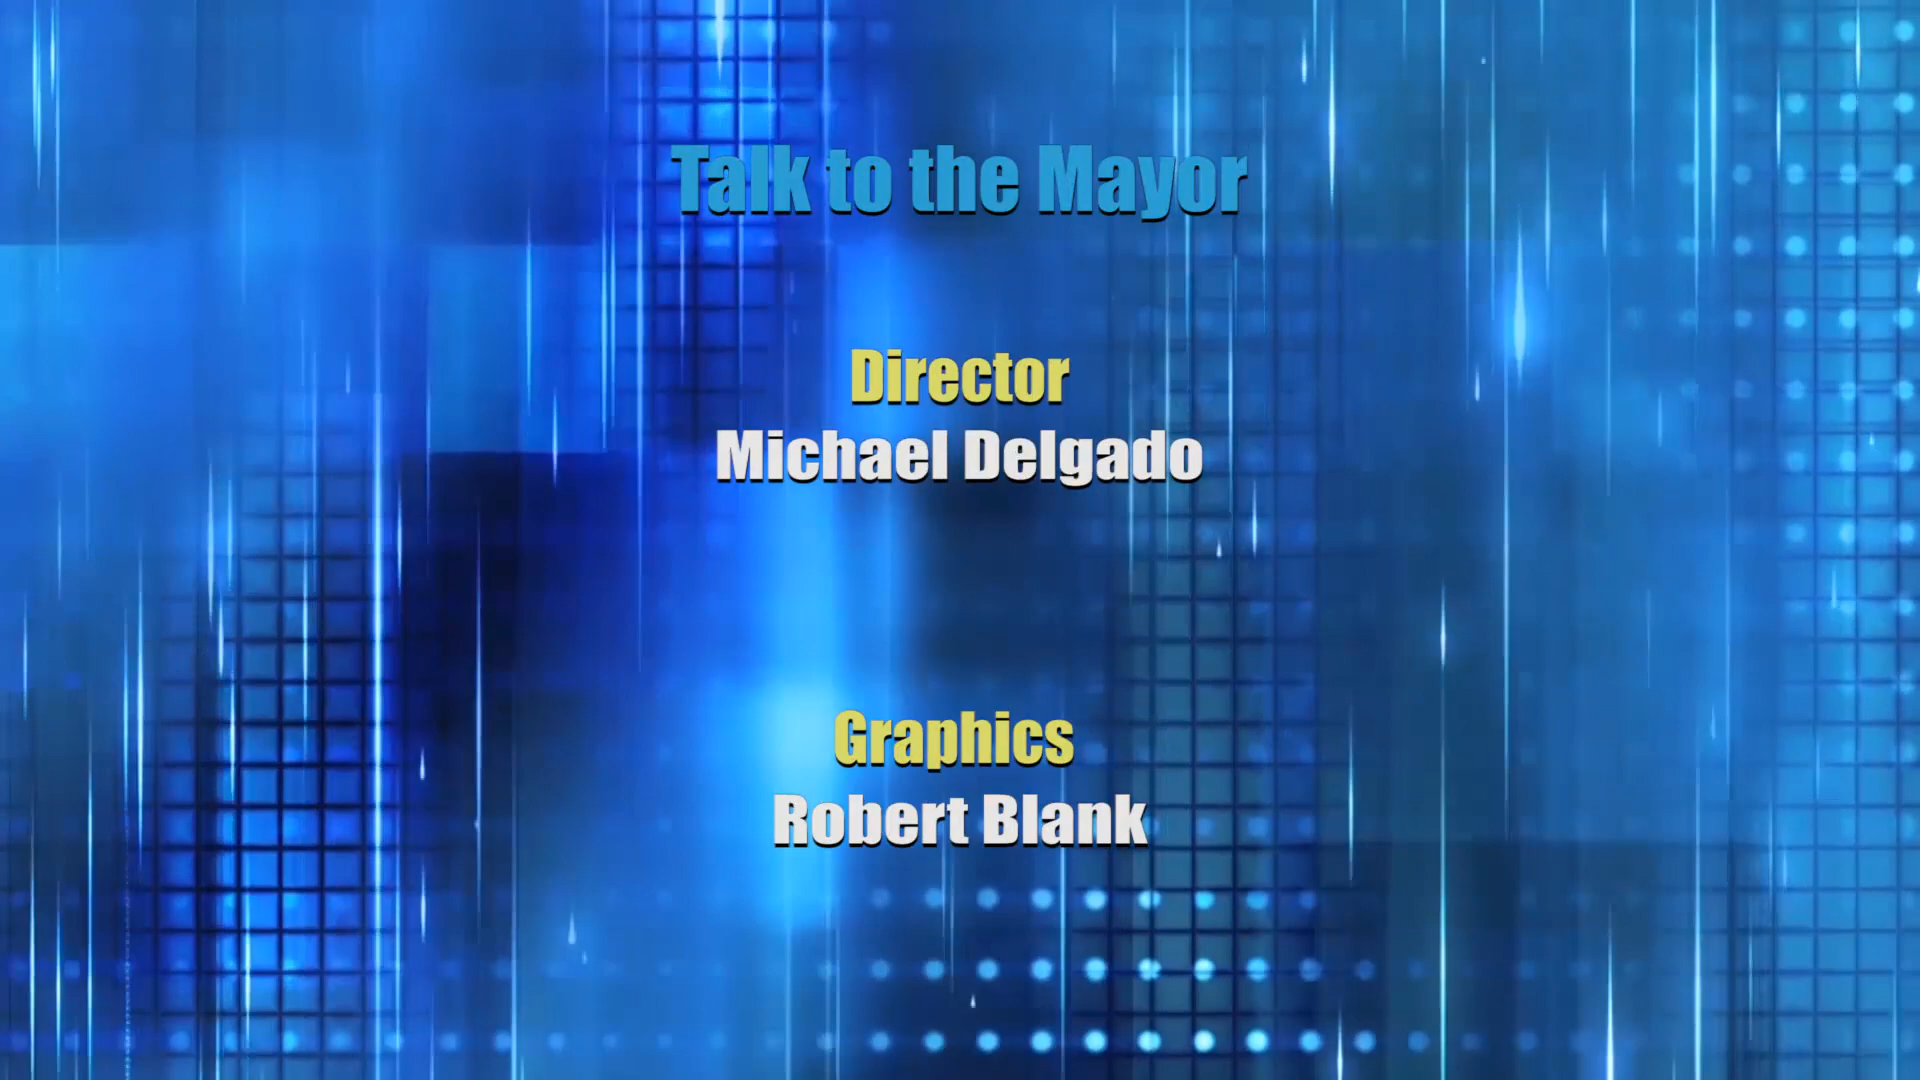 Talk to the Mayor
Director
Michael Delgado
Graphics
Robert Blank